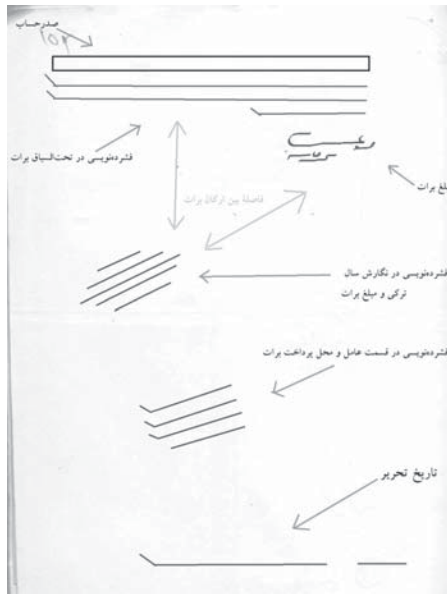 صدرحساب
فشرده‌نویسی در تحت‌السیاق برات
مبلغ برات
فاصلهٔ بین ارکان برات
فشرده‌نویسی در نگارش سال
ترکی و مبلغ برات
فشرده‌نویسی در قسمت عامل و محل پرداخت برات
تاریخ تحریر